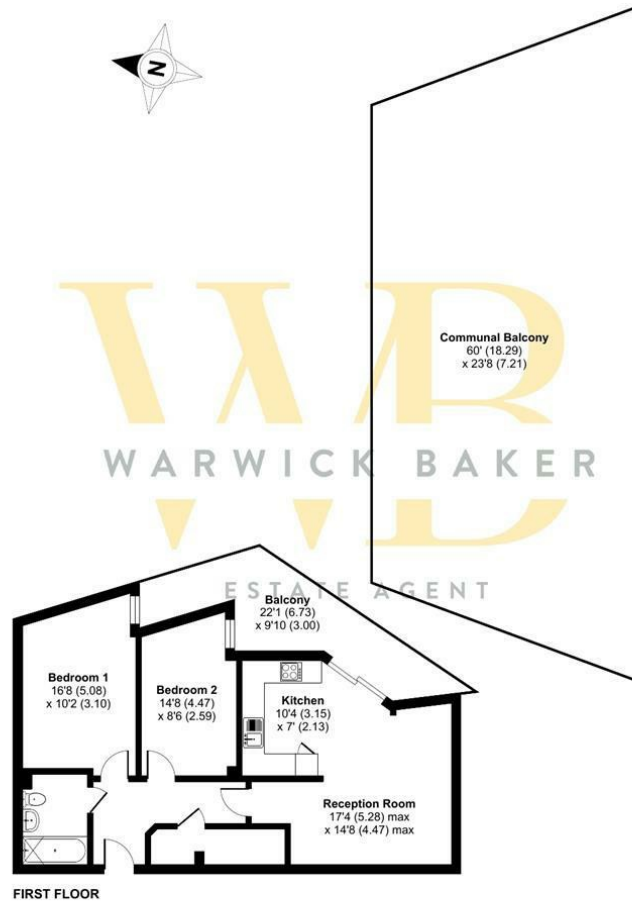 N
Communal Balcony
60' (18.29)
x 23'8 (7.21)
WB
WARWICK BAKER
ESTATE AGENT
Balcony
22'1 (6.73)
x 9'10 (3.00)
Bedroom 1
16'8 (5.08)
x 10'2 (3.10)
Bedroom 2
14'8 (4.47)
x 8'6 (2.59)
Kitchen
10'4 (3.15)
x 7' (2.13)
Reception Room
17'4 (5.28) max
x 14'8 (4.47) max
FIRST FLOOR